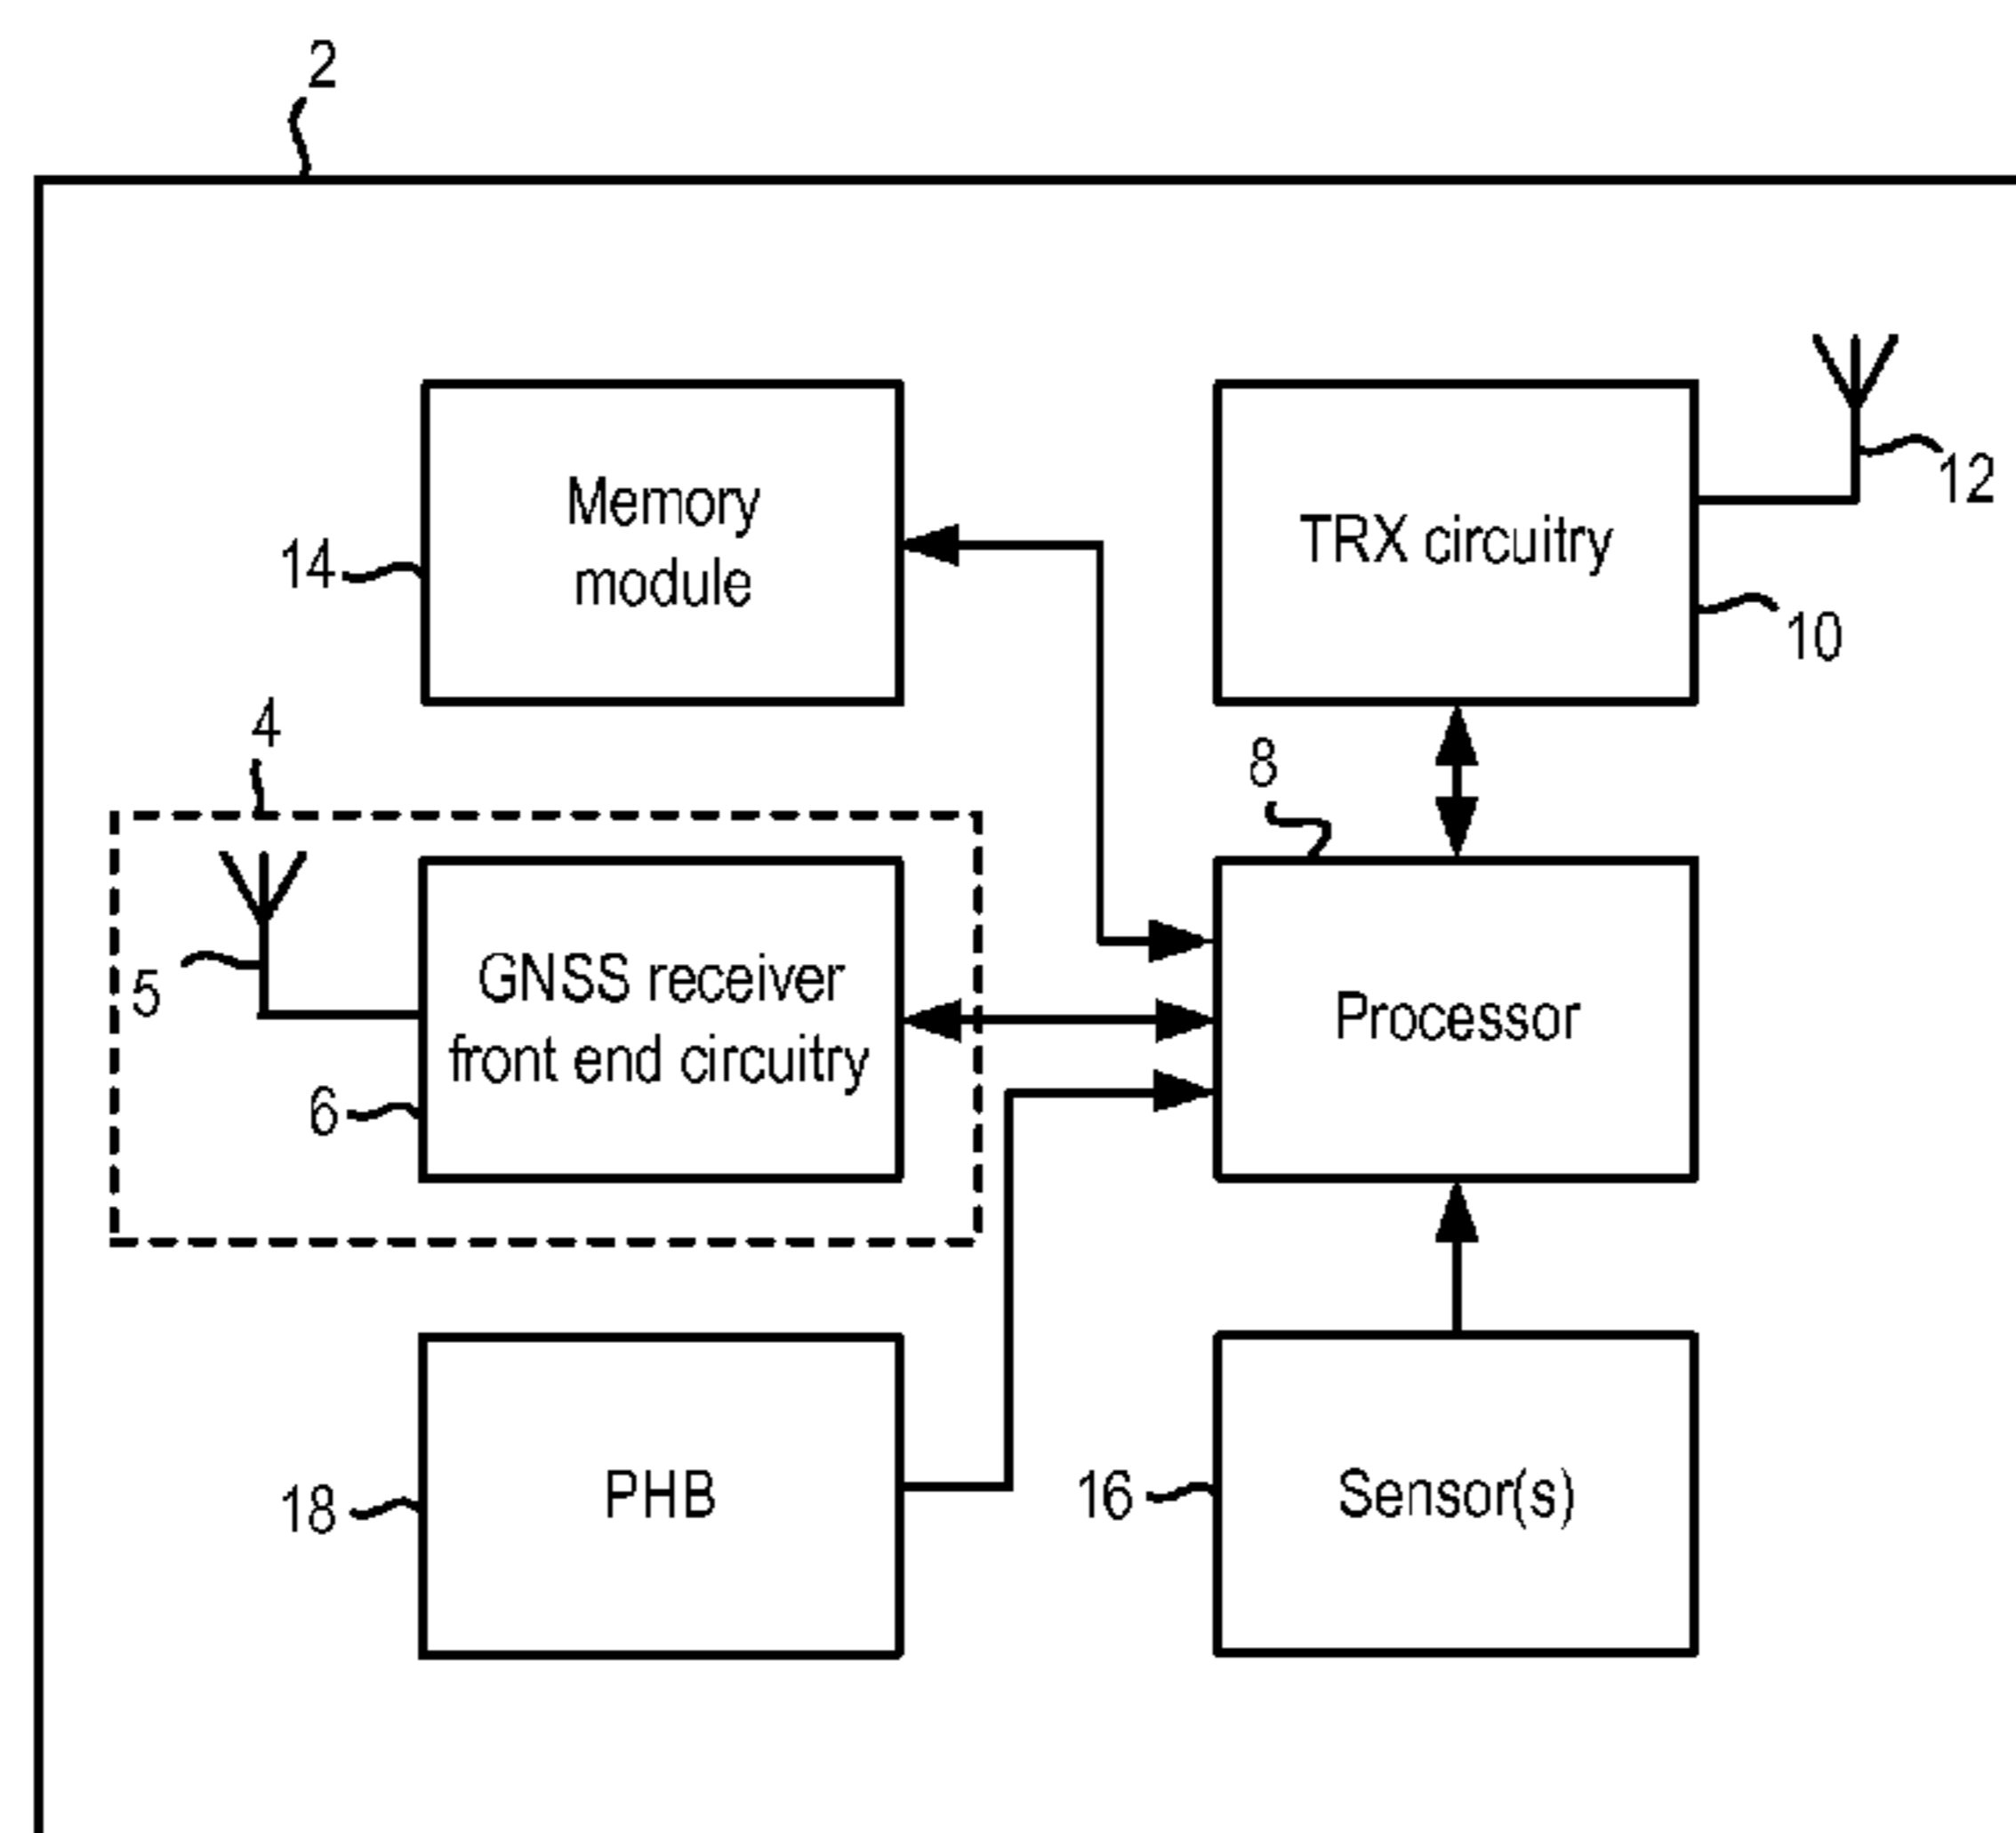 2
12
Memory
module
TRX circuitry
14
10
4
8
5
GNSS receiver
front end circuitry
Processor
6
18
PHB
16
Sensor(s)